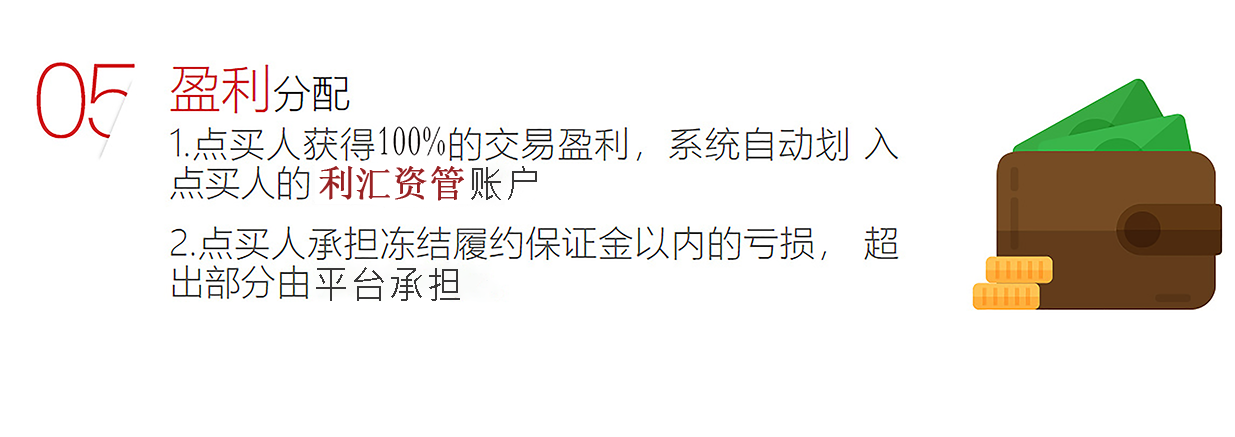 05
盈利分配
1.点买人获得100%的交易盈利，系统自动划 入
点买人的 利汇资管 账户
2.点买人承担冻结履约保证金以内的亏损， 超
出部分由平台承担